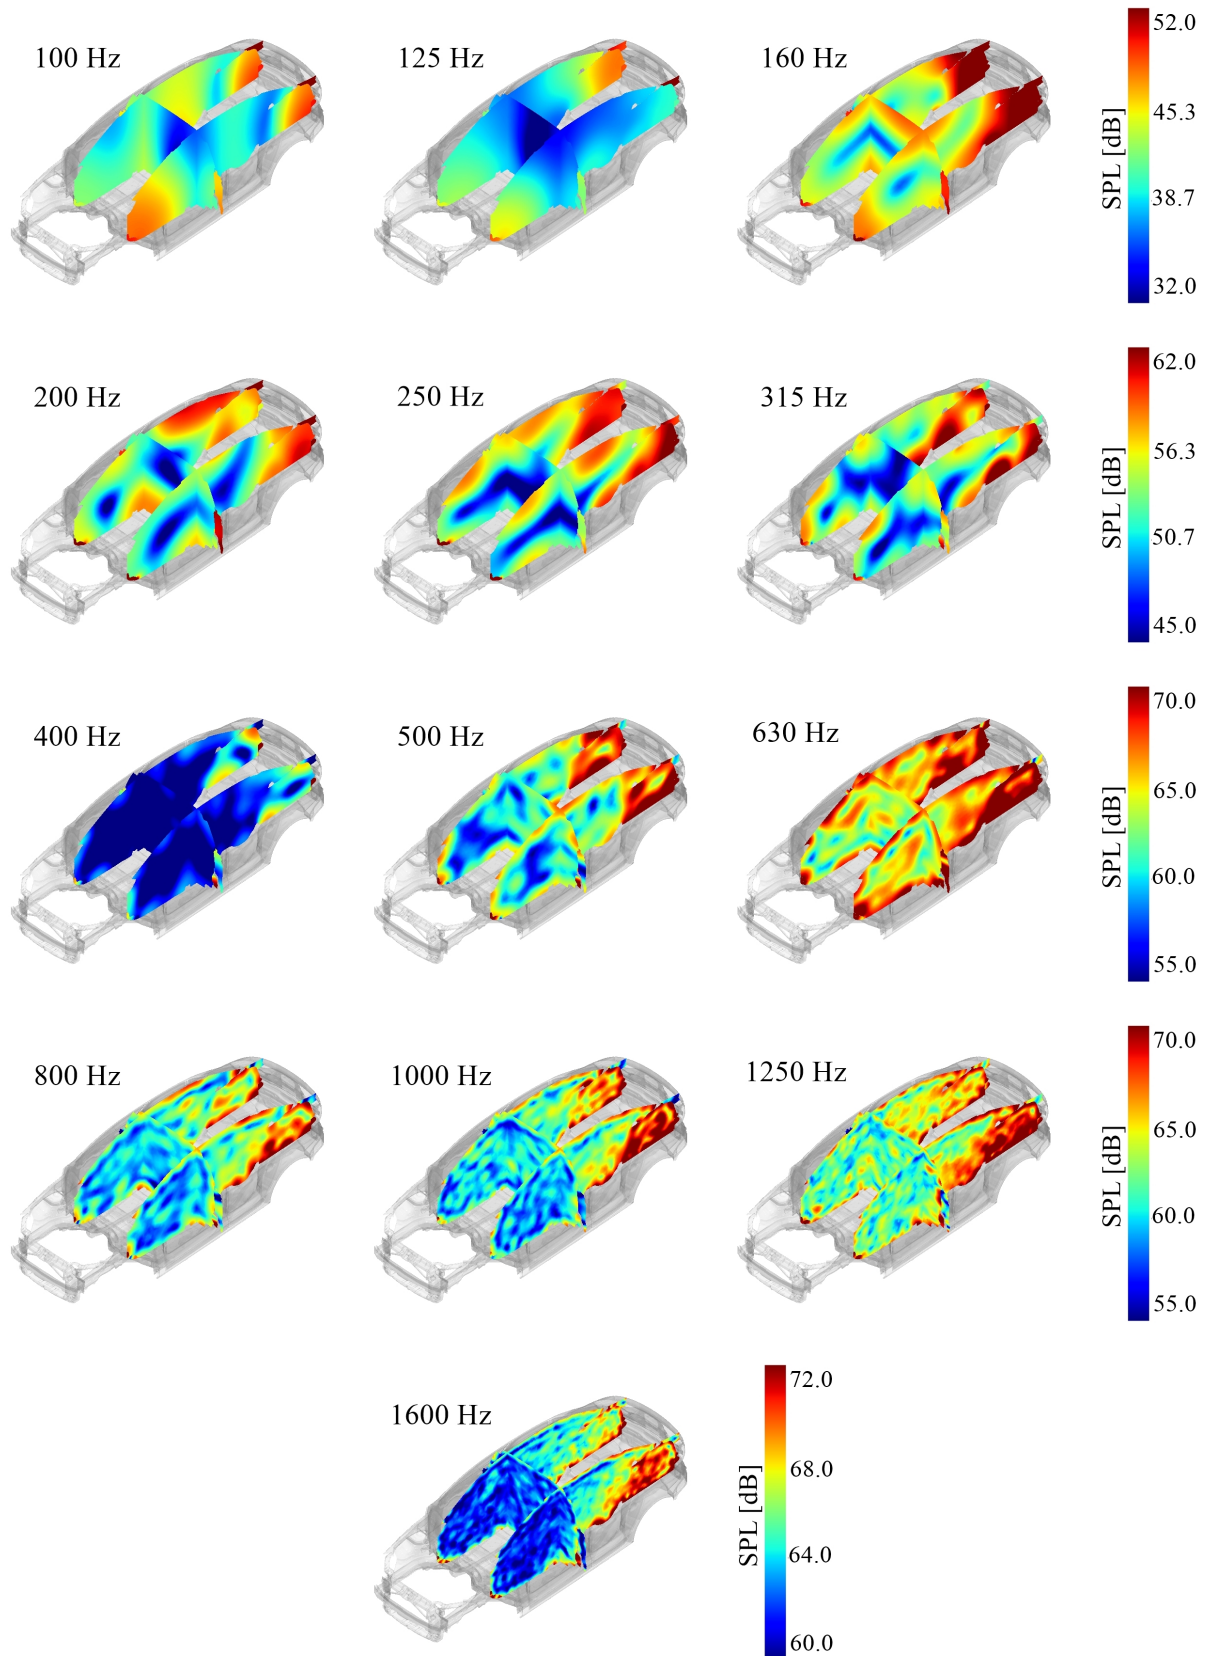 100 Hz
125 Hz
160 Hz
52.0
45.3
38.7
32.0
SPL [dB]
200 Hz
250 Hz
315 Hz
62.0
56.3
50.7
45.0
SPL [dB]
400 Hz
500 Hz
630 Hz
70.0
65.0
60.0
55.0
SPL [dB]
800 Hz
1000 Hz
1250 Hz
70.0
65.0
60.0
55.0
SPL [dB]
1600 Hz
72.0
68.0
64.0
60.0
SPL [dB]